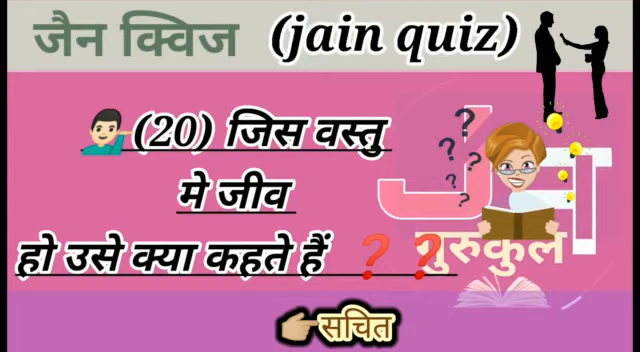 जैन क्विज (jain quiz)
(20) जिस वस्तु
मे जीव
हो उसे क्या कहते हैं ❓ ❓
गुरुकुल
सचित